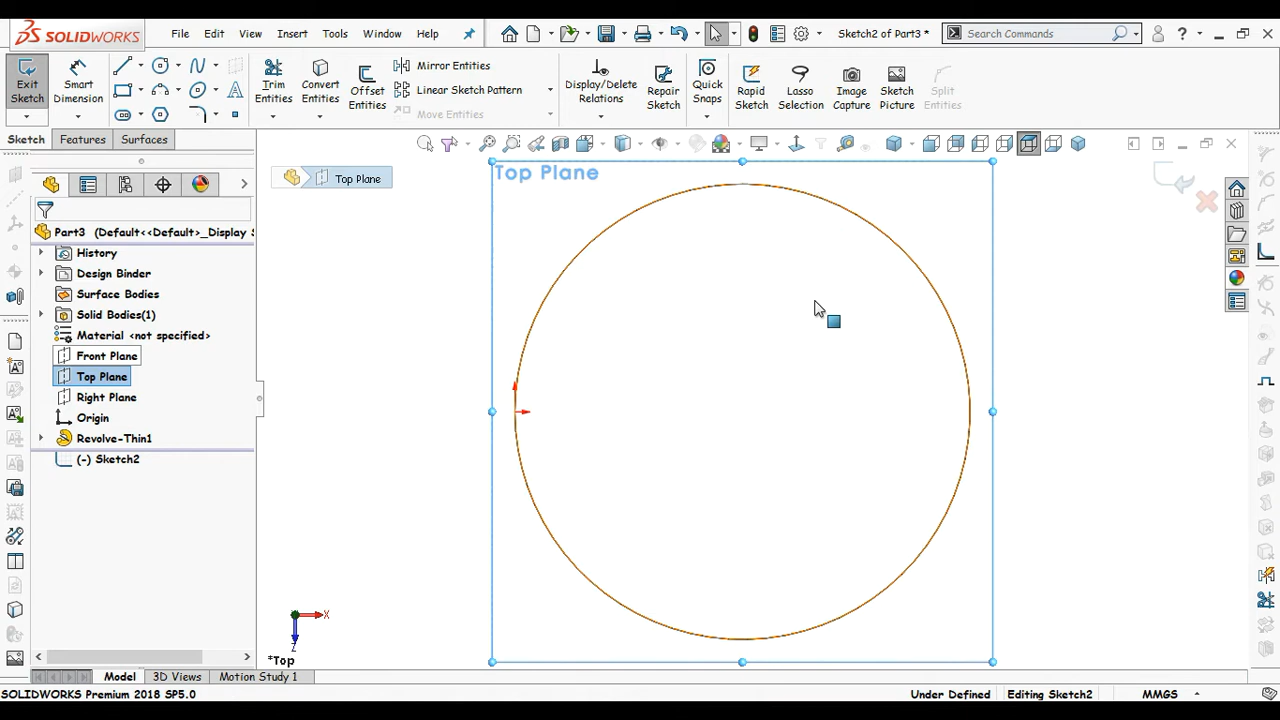 SOLIDWORKS
File Edit View Insert Tools Window Help
Sketch2 of Part3 *
Search Commands
Exit Sketch
Smart Dimension
Trim Entities
Convert Entities
Offset Entities
Mirror Entities
Linear Sketch Pattern
Move Entities
Display/Delete Relations
Repair Sketch
Quick Snaps
Rapid Sketch
Lasso Selection
Image Capture
Sketch Picture
Split Entities
Sketch Features Surfaces
Top Plane
Top Plane
Part3 (Default<<Default>_Display S
History
Design Binder
Surface Bodies
Solid Bodies(1)
Material <not specified>
Front Plane
Top Plane
Right Plane
Origin
Revolve-Thin1
(-) Sketch2
X
Z
*Top
Model 3D Views Motion Study 1
SOLIDWORKS Premium 2018 SP5.0
Under Defined Editing Sketch2 MMGS